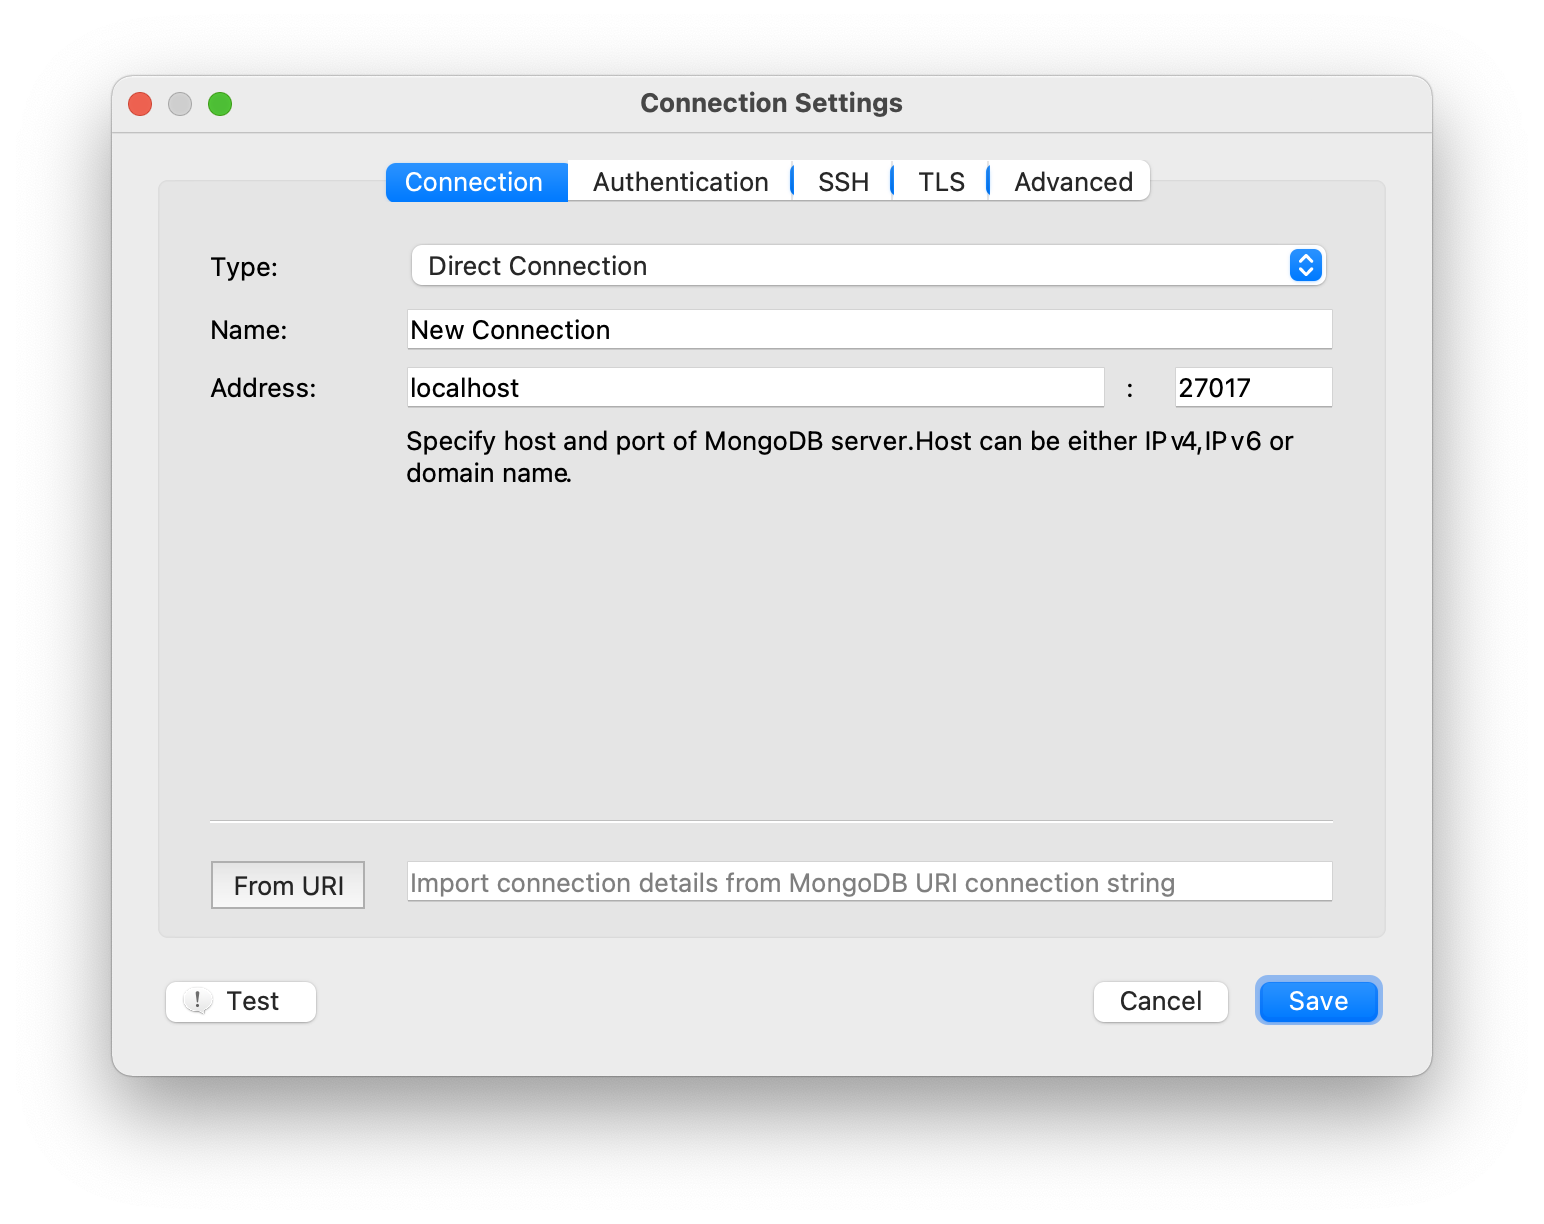 Connection Settings
Connection Authentication SSH TLS Advanced
Type: Direct Connection
Name: New Connection
Address: localhost : 27017
Specify host and port of MongoDB server.Host can be either IPv4,IPv6 or
domain name.
From URI Import connection details from MongoDB URI connection string
! Test Cancel Save